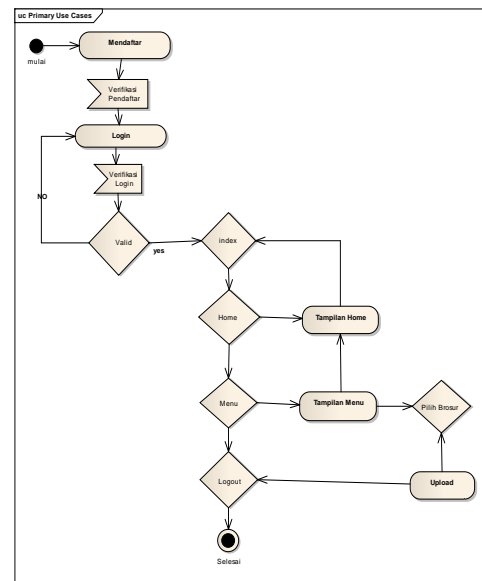 uc Primary Use Cases
Mendaftar
mulai
Verifikasi
Pendaftar
Login
Verifikasi
Login
NO
Valid
yes
index
Home
Tampilan Home
Menu
Tampilan Menu
Pilih Brosur
Logout
Upload
Selesai